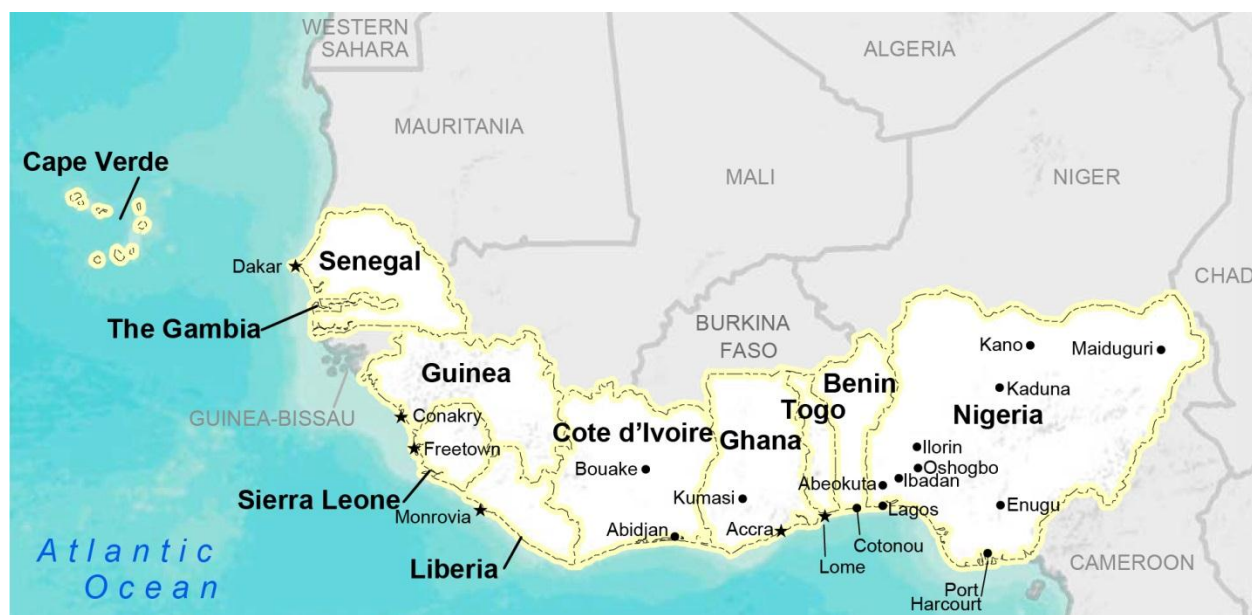 WESTERN
SAHARA
ALGERIA
MAURITANIA
Cape Verde
MALI
NIGER
Senegal
Dakar
CHAD
The Gambia
BURKINA
FASO
Kano
Maiduguri
Guinea
Benin
Kaduna
Togo
GUINEA-BISSAU
Conakry
Nigeria
Cote d'Ivoire
Ghana
Freetown
Ilorin
Bouake
Oshogbo
Abeokuta
Ibadan
Sierra Leone
Kumasi
Monrovia
Lagos
Enugu
Abidjan
Accra
Cotonou
Atlantic
Ocean
Liberia
Lome
CAMEROON
Port
Harcourt